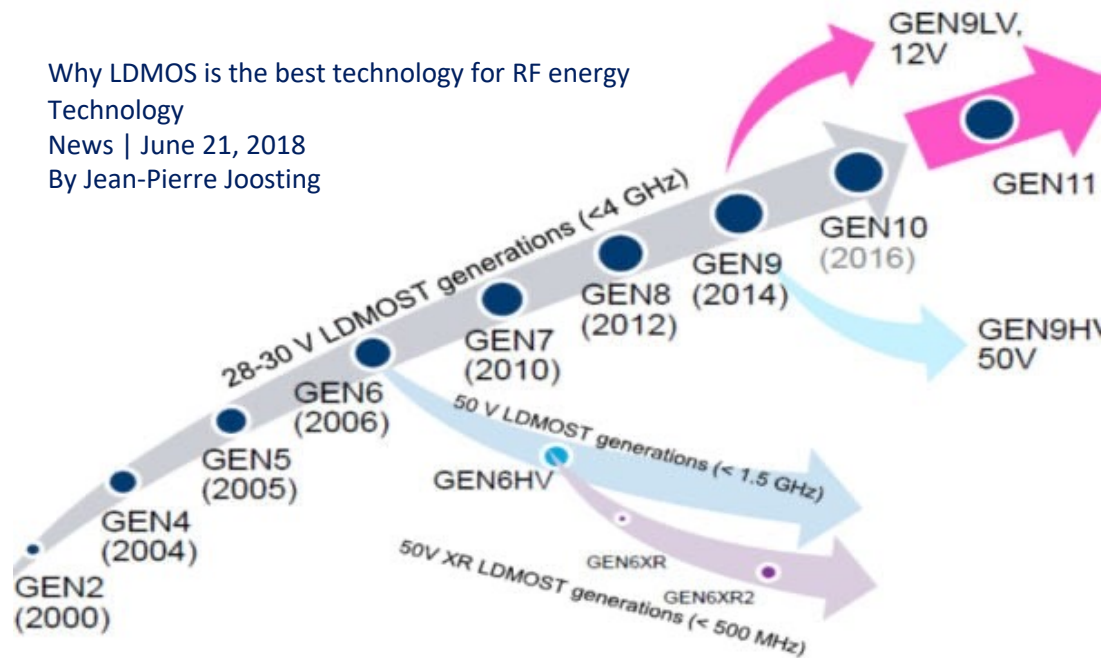 Why LDMOS is the best technology for RF energy
Technology
News | June 21, 2018
By Jean-Pierre Joosting
GEN9LV,
12V
GEN11
28-30 V LDMOST generations (<4 GHz)
GEN10
(2016)
GEN9
(2014)
GEN8
(2012)
GEN7
(2010)
GEN6
(2006)
GEN5
(2005)
GEN4
(2004)
GEN2
(2000)
GEN9HV
50V
50 V LDMOST generations (< 1.5 GHz)
GEN6HV
GEN6XR
GEN6XR2
50V XR LDMOST generations (< 500 MHz)